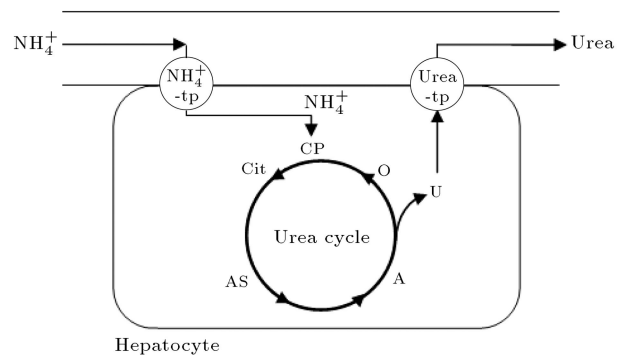 NH₄⁺
Urea
NH₄⁺
-tp
Urea
-tp
NH₄⁺
CP
Cit
O
U
Urea cycle
AS
A
Hepatocyte